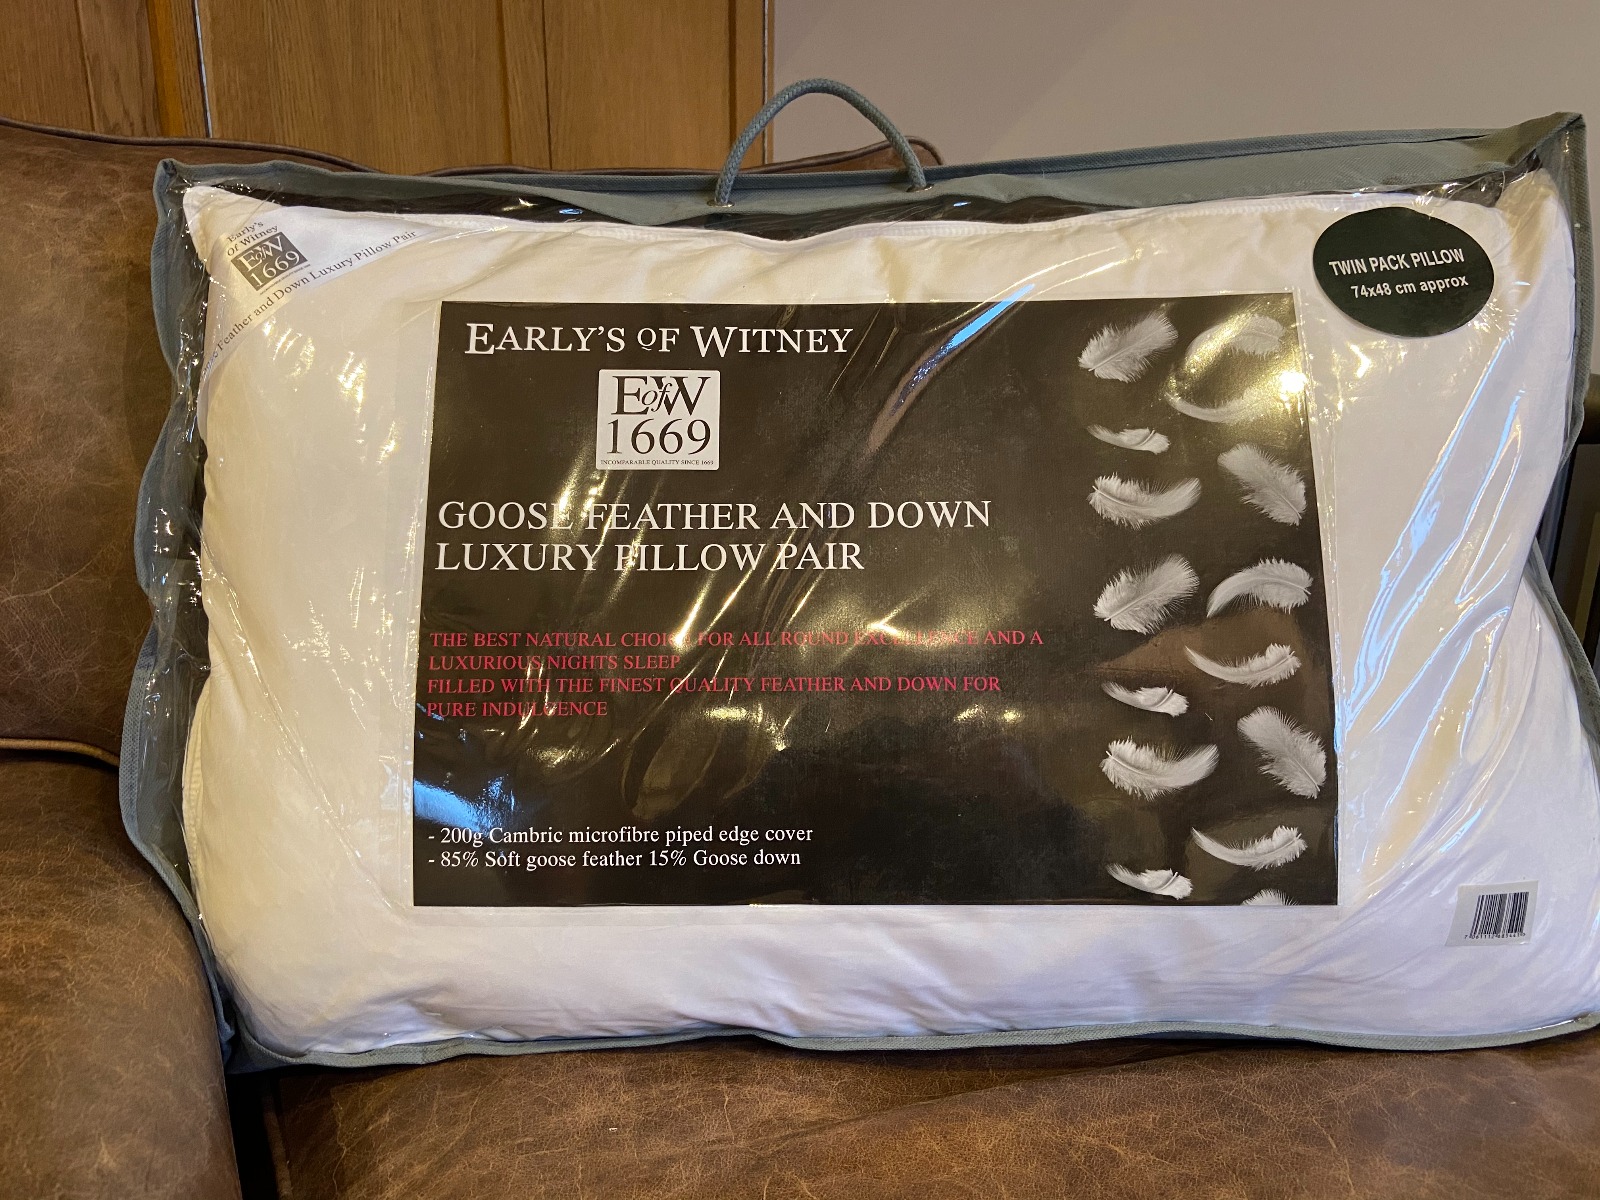 Early's
Of Witney
EofW
1669
Feather and Down Luxury Pillow Pair
TWIN PACK PILLOW
74x48 cm approx
EARLY'S OF WITNEY
EofW
1669
INCOMPARABLE QUALITY SINCE 1669
GOOSE FEATHER AND DOWN
LUXURY PILLOW PAIR
THE BEST NATURAL CHOICE FOR ALL ROUND EXCELLENCE AND A
LUXURIOUS NIGHTS SLEEP
FILLED WITH THE FINEST QUALITY FEATHER AND DOWN FOR
PURE INDULGENCE
- 200g Cambric microfibre piped edge cover
- 85% Soft goose feather 15% Goose down